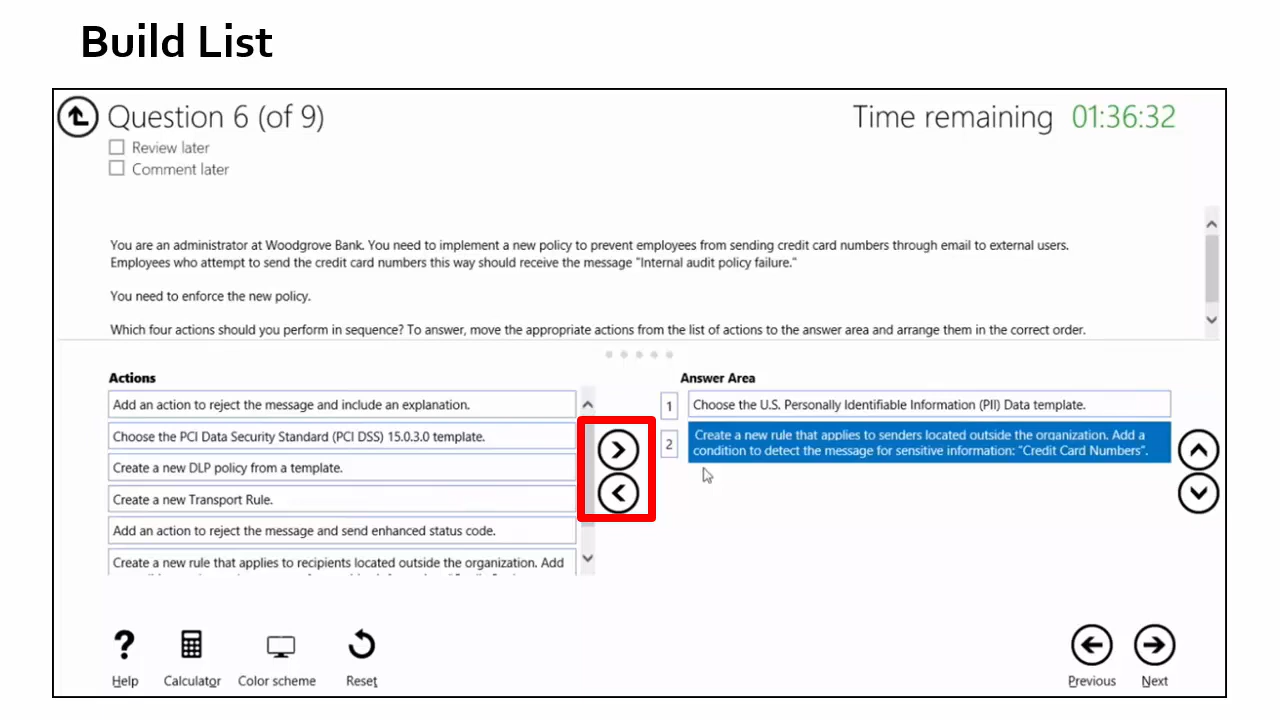 Build List
Question 6 (of 9)
Time remaining 01:36:32
Review later
Comment later
You are an administrator at Woodgrove Bank. You need to implement a new policy to prevent employees from sending credit card numbers through email to external users.
Employees who attempt to send the credit card numbers this way should receive the message "Internal audit policy failure."
You need to enforce the new policy.
Which four actions should you perform in sequence? To answer, move the appropriate actions from the list of actions to the answer area and arrange them in the correct order.
Actions
Add an action to reject the message and include an explanation.
Choose the PCI Data Security Standard (PCI DSS) 15.0.3.0 template.
Create a new DLP policy from a template.
Create a new Transport Rule.
Add an action to reject the message and send enhanced status code.
Create a new rule that applies to recipients located outside the organization. Add
Answer Area
1 Choose the U.S. Personally Identifiable Information (PII) Data template.
2 Create a new rule that applies to senders located outside the organization. Add a
condition to detect the message for sensitive information: "Credit Card Numbers".
? Help
Calculator
Color scheme
Reset
Previous
Next